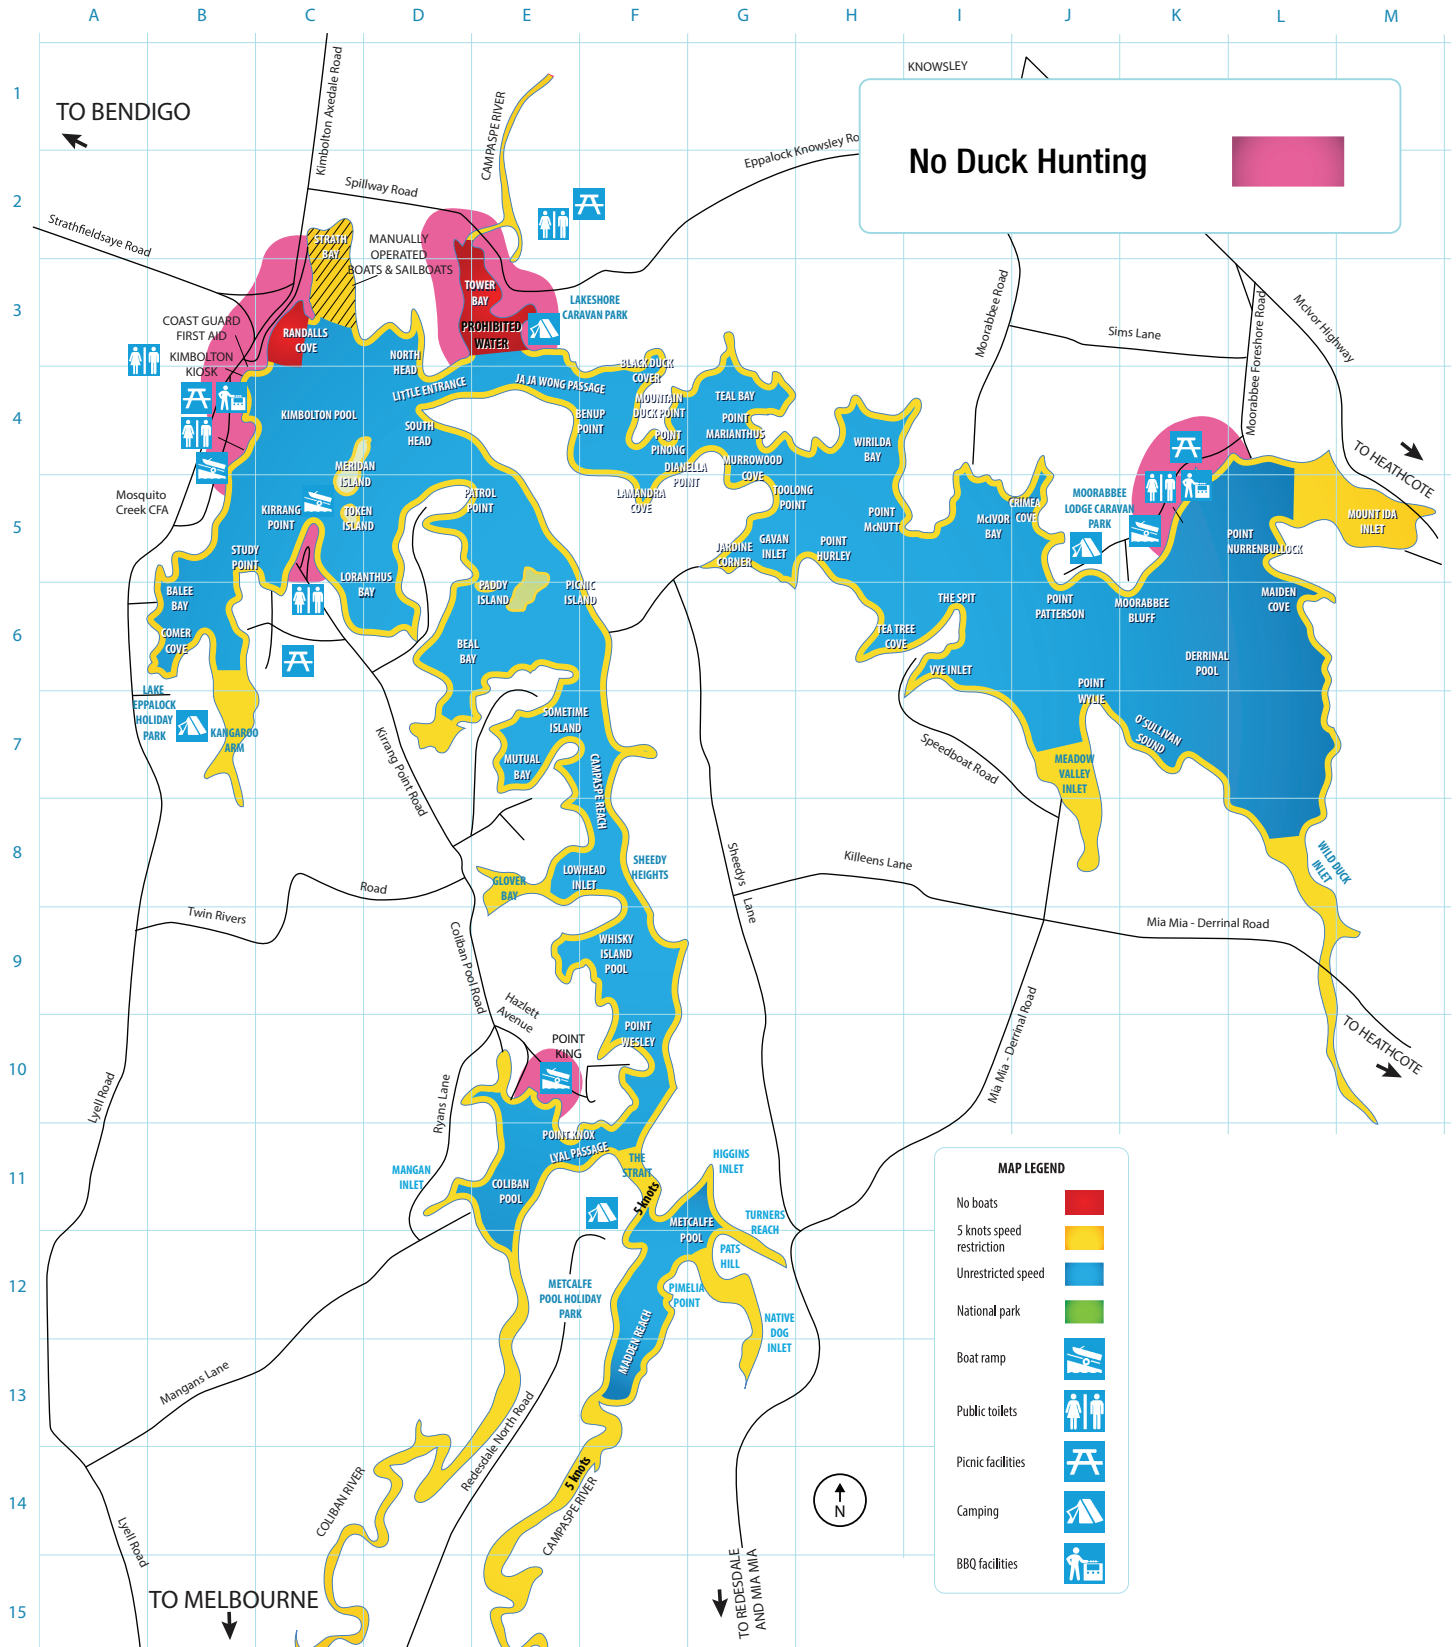 A B C D E F G H I J K L M
1
2
3
4
5
6
7
8
9
10
11
12
13
14
15
TO BENDIGO
Kimbolton Axedale Road
CAMPASPE RIVER
KNOWSLEY
Eppalock Knowsley Ro
No Duck Hunting
Spillway Road
Strathfieldsaye Road
STRATH
BAY
MANUALLY
OPERATED
BOATS & SAILBOATS
TOWER
BAY
PROHIBITED
WATER
LAKESHORE
CARAVAN PARK
COAST GUARD
FIRST AID
KIMBOLTON
KIOSK
RANDALLS
COVE
NORTH
HEAD
LITTLE ENTRANCE
JA JA WONG PASSAGE
BLACK DUCK
COVER
MOUNTAIN
DUCK POINT
TEAL BAY
POINT
MARIANTHUS
BENUP
POINT
POINT
PINONG
KIMBOLTON POOL
SOUTH
HEAD
WIRILDA
BAY
Moorabbee Road
Sims Lane
Moorabbee Foreshore Road
McIvor Highway
TO HEATHCOTE
MERIDAN
ISLAND
DIANELLA
POINT
MURROWOOD
COVE
TOOLONG
POINT
LAMANDRA
COVE
PATROL
POINT
TOKEN
ISLAND
KIRRANG
POINT
Mosquito
Creek CFA
POINT
McNUTT
McIVOR
BAY
CRIMEA
COVE
MOORABBEE
LODGE CARAVAN
PARK
MOUNT IDA
INLET
POINT
NURRENBULLOCK
JARDINE
CORNER
GAVAN
INLET
POINT
HURLEY
STUDY
POINT
BALEE
BAY
LORANTHUS
BAY
PADDY
ISLAND
PICNIC
ISLAND
THE SPIT
POINT
PATTERSON
MOORABBEE
BLUFF
MAIDEN
COVE
COMER
COVE
BEAL
BAY
TEA TREE
COVE
VYE INLET
DERRINAL
POOL
POINT
WYLIE
LAKE
EPPALOCK
HOLIDAY
PARK
KANGAROO
ARM
Kirrang Point Road
SOMETIME
ISLAND
MUTUAL
BAY
CAMPASPE REACH
O'SULLIVAN
SOUND
Speedboat Road
MEADOW
VALLEY
INLET
Sheedys
Lane
Killeens Lane
LOWHEAD
INLET
SHEEDY
HEIGHTS
GLOVER
BAY
WILD DUCK
INLET
Twin Rivers
Road
Mia Mia - Derrinal Road
WHISKY
ISLAND
POOL
Coliban Pool Road
Hazlett
Avenue
POINT
WESLEY
POINT
KING
Mia Mia - Derrinal Road
TO HEATHCOTE
Lyell Road
Ryans Lane
POINT KNOX
LYAL PASSAGE
THE
STRAIT
HIGGINS
INLET
MANGAN
INLET
COLIBAN
POOL
5 knots
METCALFE
POOL
TURNERS
REACH
PATS
HILL
METCALFE
POOL HOLIDAY
PARK
PIMELIA
POINT
NATIVE
DOG
INLET
MADDEN REACH
Mangans Lane
Redesdale North Road
5 knots
COLIBAN RIVER
CAMPASPE RIVER
Lyell Road
N
TO MELBOURNE
TO REDESDALE
AND MIA MIA
MAP LEGEND
No boats
5 knots speed
restriction
Unrestricted speed
National park
Boat ramp
Public toilets
Picnic facilities
Camping
BBQ facilities